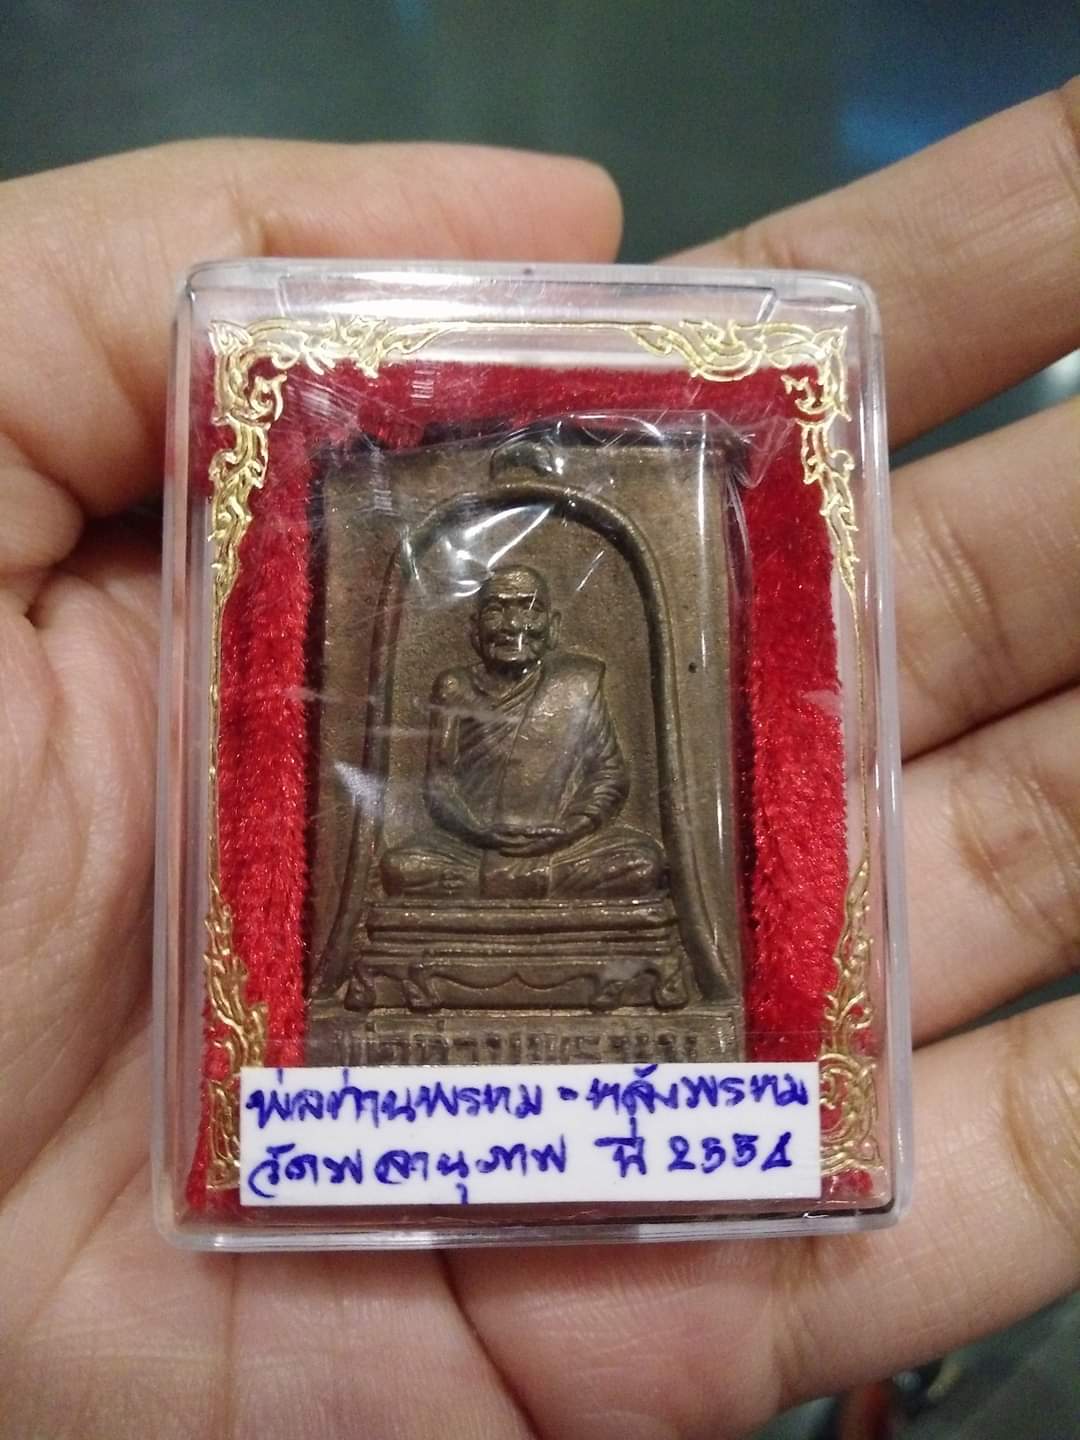 พ่อท่านพรหม - หลังพรหม
วัดพลานุภาพ ปี 2554